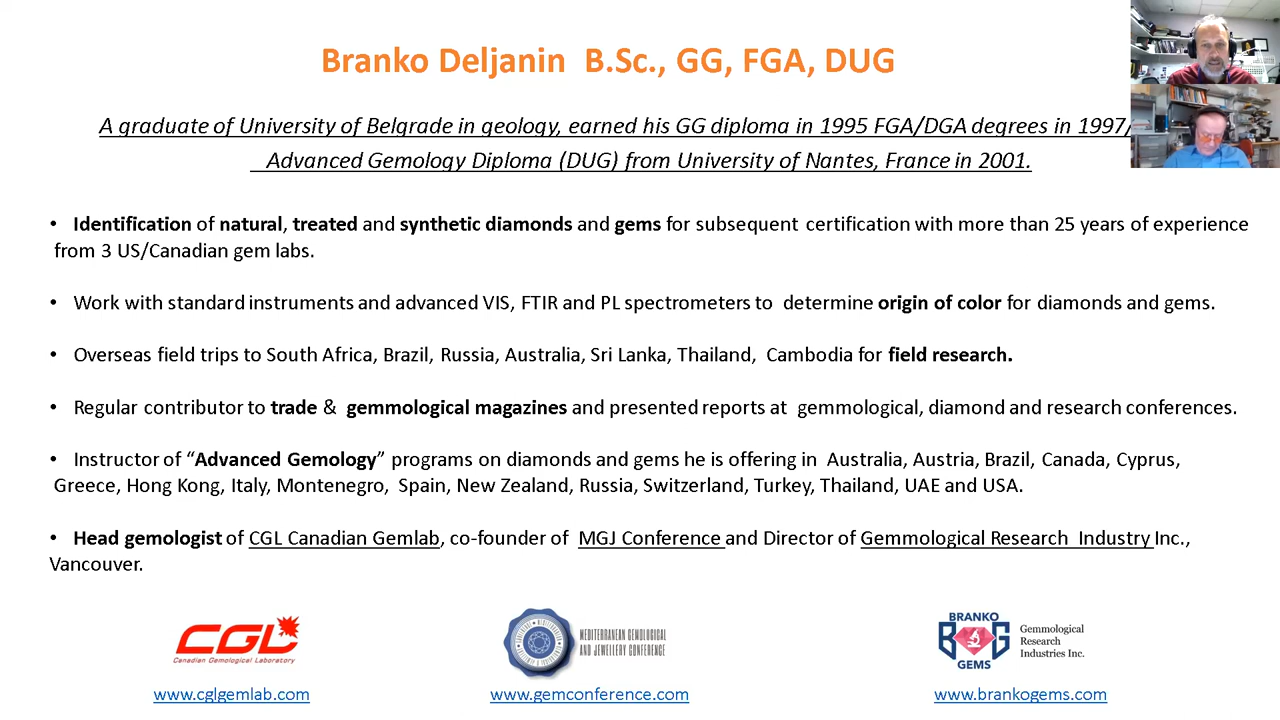 Branko Deljanin B.Sc., GG, FGA, DUG
A graduate of University of Belgrade in geology, earned his GG diploma in 1995 FGA/DGA degrees in 1997/
Advanced Gemology Diploma (DUG) from University of Nantes, France in 2001.
• Identification of natural, treated and synthetic diamonds and gems for subsequent certification with more than 25 years of experience
from 3 US/Canadian gem labs.
• Work with standard instruments and advanced VIS, FTIR and PL spectrometers to determine origin of color for diamonds and gems.
• Overseas field trips to South Africa, Brazil, Russia, Australia, Sri Lanka, Thailand, Cambodia for field research.
• Regular contributor to trade & gemmological magazines and presented reports at gemmological, diamond and research conferences.
• Instructor of “Advanced Gemology” programs on diamonds and gems he is offering in Australia, Austria, Brazil, Canada, Cyprus,
Greece, Hong Kong, Italy, Montenegro, Spain, New Zealand, Russia, Switzerland, Turkey, Thailand, UAE and USA.
• Head gemologist of CGL Canadian Gemlab, co-founder of MGJ Conference and Director of Gemmological Research Industry Inc.,
Vancouver.
CGL
Canadian Gemological Laboratory
MEDITERRANEAN GEMOLOGICAL
AND JEWELLERY CONFERENCE
BRANKO
BG
GEMS
Gemmological
Research
Industries Inc.
www.cglgemlab.com
www.gemconference.com
www.brankogems.com